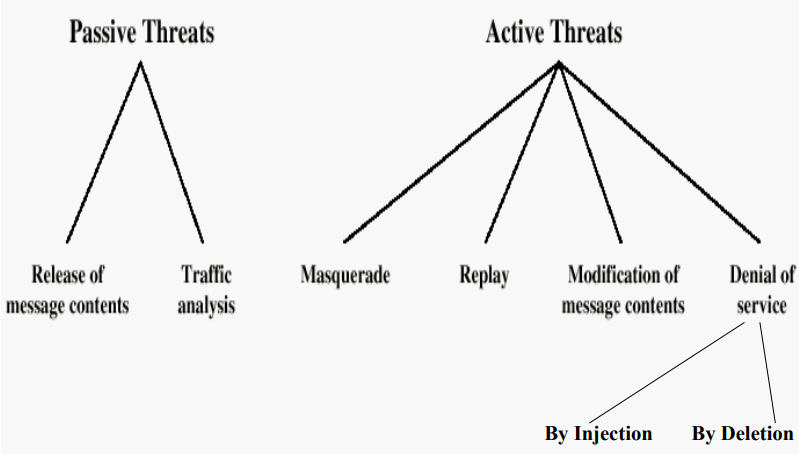 Passive Threats
Active Threats
Release of
message contents
Traffic
analysis
Masquerade
Replay
Modification of
message contents
Denial of
service
By Injection
By Deletion